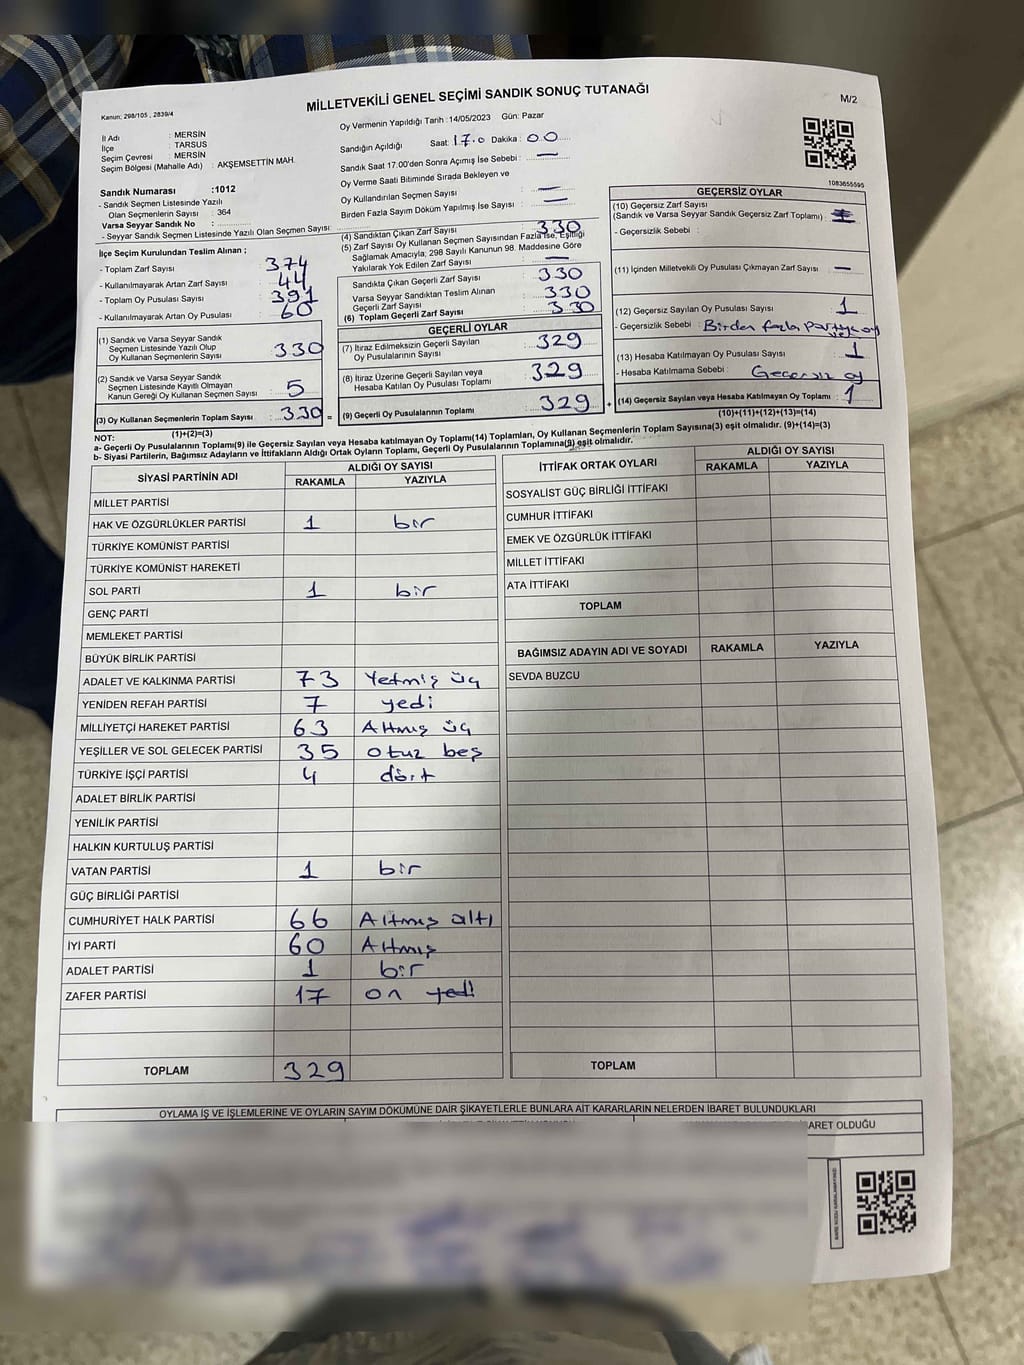 MİLLETVEKİLİ GENEL SEÇİMİ SANDIK SONUÇ TUTANAĞI
M/2
Kanun: 298/105 , 2839/4
İl Adı : MERSİN
İlçe : TARSUS
Seçim Çevresi : MERSİN
Seçim Bölgesi (Mahalle Adı) : AKŞEMSETTİN MAH.
Sandık Numarası :1012
- Sandık Seçmen Listesinde Yazılı
Olan Seçmenlerin Sayısı : 364
Varsa Seyyar Sandık No :
- Seyyar Sandık Seçmen Listesinde Yazılı Olan Seçmen Sayısı:
Oy Vermenin Yapıldığı Tarih :14/05/2023 Gün: Pazar
Sandığın Açıldığı Saat: 17.0 Dakika : 00
Sandık Saat 17.00'den Sonra Açımış İse Sebebi : —
Oy Verme Saati Bitiminde Sırada Bekleyen ve
Oy Kullandırılan Seçmen Sayısı : —
Birden Fazla Sayım Döküm Yapılmış İse Sayısı : —
1083655595
İlçe Seçim Kurulundan Teslim Alınan ;
- Toplam Zarf Sayısı : 374
- Kullanılmayarak Artan Zarf Sayısı : 44
- Toplam Oy Pusulası Sayısı : 391
- Kullanılmayarak Artan Oy Pusulası : 60
(1) Sandık ve Varsa Seyyar Sandık
Seçmen Listesinde Yazılı Olup
Oy Kullanan Seçmenlerin Sayısı : 330
(2) Sandık ve Varsa Seyyar Sandık
Seçmen Listesinde Kayıtlı Olmayan
Kanun Gereği Oy Kullanan Seçmen Sayısı : 5
(3) Oy Kullanan Seçmenlerin Toplam Sayısı : 330 =
(1)+(2)=(3)
(4) Sandıktan Çıkan Zarf Sayısı : 330
(5) Zarf Sayısı Oy Kullanan Seçmen Sayısından Fazla İse, Eşitliği
Sağlamak Amacıyla; 298 Sayılı Kanunun 98. Maddesine Göre
Yakılarak Yok Edilen Zarf Sayısı : —
Sandıkta Çıkan Geçerli Zarf Sayısı : 330
Varsa Seyyar Sandıktan Teslim Alınan
Geçerli Zarf Sayısı : 330
(6) Toplam Geçerli Zarf Sayısı : 330
GEÇERLİ OYLAR
(7) İtiraz Edilmeksizin Geçerli Sayılan
Oy Pusulalarının Sayısı : 329
(8) İtiraz Üzerine Geçerli Sayılan veya
Hesaba Katılan Oy Pusulası Toplamı : 329
(9) Geçerli Oy Pusulalarının Toplamı : 329
GEÇERSİZ OYLAR
(10) Geçersiz Zarf Sayısı
(Sandık ve Varsa Seyyar Sandık Geçersiz Zarf Toplamı) :
- Geçersizlik Sebebi :
(11) İçinden Milletvekili Oy Pusulası Çıkmayan Zarf Sayısı : —
(12) Geçersiz Sayılan Oy Pusulası Sayısı : 1
- Geçersizlik Sebebi : Birden fazla partiye oy
(13) Hesaba Katılmayan Oy Pusulası Sayısı : 1
- Hesaba Katılmama Sebebi : Geçersiz oy
(14) Geçersiz Sayılan veya Hesaba Katılmayan Oy Toplamı : 1
(10)+(11)+(12)+(13)=(14)
NOT:
a- Geçerli Oy Pusulalarının Toplamı(9) ile Geçersiz Sayılan veya Hesaba katılmayan Oy Toplamı(14) Toplamları, Oy Kullanan Seçmenlerin Toplam Sayısına(3) eşit olmalıdır. (9)+(14)=(3)
b- Siyasi Partilerin, Bağımsız Adayların ve İttifakların Aldığı Ortak Oyların Toplamı, Geçerli Oy Pusulalarının Toplamına(9) eşit olmalıdır.
SİYASİ PARTİNİN ADI ALDIĞI OY SAYISI
RAKAMLA YAZIYLA
MİLLET PARTİSİ
HAK VE ÖZGÜRLÜKLER PARTİSİ 1 bir
TÜRKİYE KOMÜNİST PARTİSİ
TÜRKİYE KOMÜNİST HAREKETİ
SOL PARTİ 1 bir
GENÇ PARTİ
MEMLEKET PARTİSİ
BÜYÜK BİRLİK PARTİSİ
ADALET VE KALKINMA PARTİSİ 73 Yetmiş üç
YENİDEN REFAH PARTİSİ 7 yedi
MİLLİYETÇİ HAREKET PARTİSİ 63 Altmış üç
YEŞİLLER VE SOL GELECEK PARTİSİ 35 otuz beş
TÜRKİYE İŞÇİ PARTİSİ 4 dört
ADALET BİRLİK PARTİSİ
YENİLİK PARTİSİ
HALKIN KURTULUŞ PARTİSİ
VATAN PARTİSİ 1 bir
GÜÇ BİRLİĞİ PARTİSİ
CUMHURİYET HALK PARTİSİ 66 Altmış altı
İYİ PARTİ 60 Altmış
ADALET PARTİSİ 1 bir
ZAFER PARTİSİ 17 on yedi
TOPLAM 329
İTTİFAK ORTAK OYLARI ALDIĞI OY SAYISI
RAKAMLA YAZIYLA
SOSYALİST GÜÇ BİRLİĞİ İTTİFAKI
CUMHUR İTTİFAKI
EMEK VE ÖZGÜRLÜK İTTİFAKI
MİLLET İTTİFAKI
ATA İTTİFAKI
TOPLAM
BAĞIMSIZ ADAYIN ADI VE SOYADI RAKAMLA YAZIYLA
SEVDA BUZCU
TOPLAM
OYLAMA İŞ VE İŞLEMLERİNE VE OYLARIN SAYIM DÖKÜMÜNE DAİR ŞİKAYETLERLE BUNLARA AİT KARARLARIN NELERDEN İBARET BULUNDUKLARI
ARET OLDUĞU